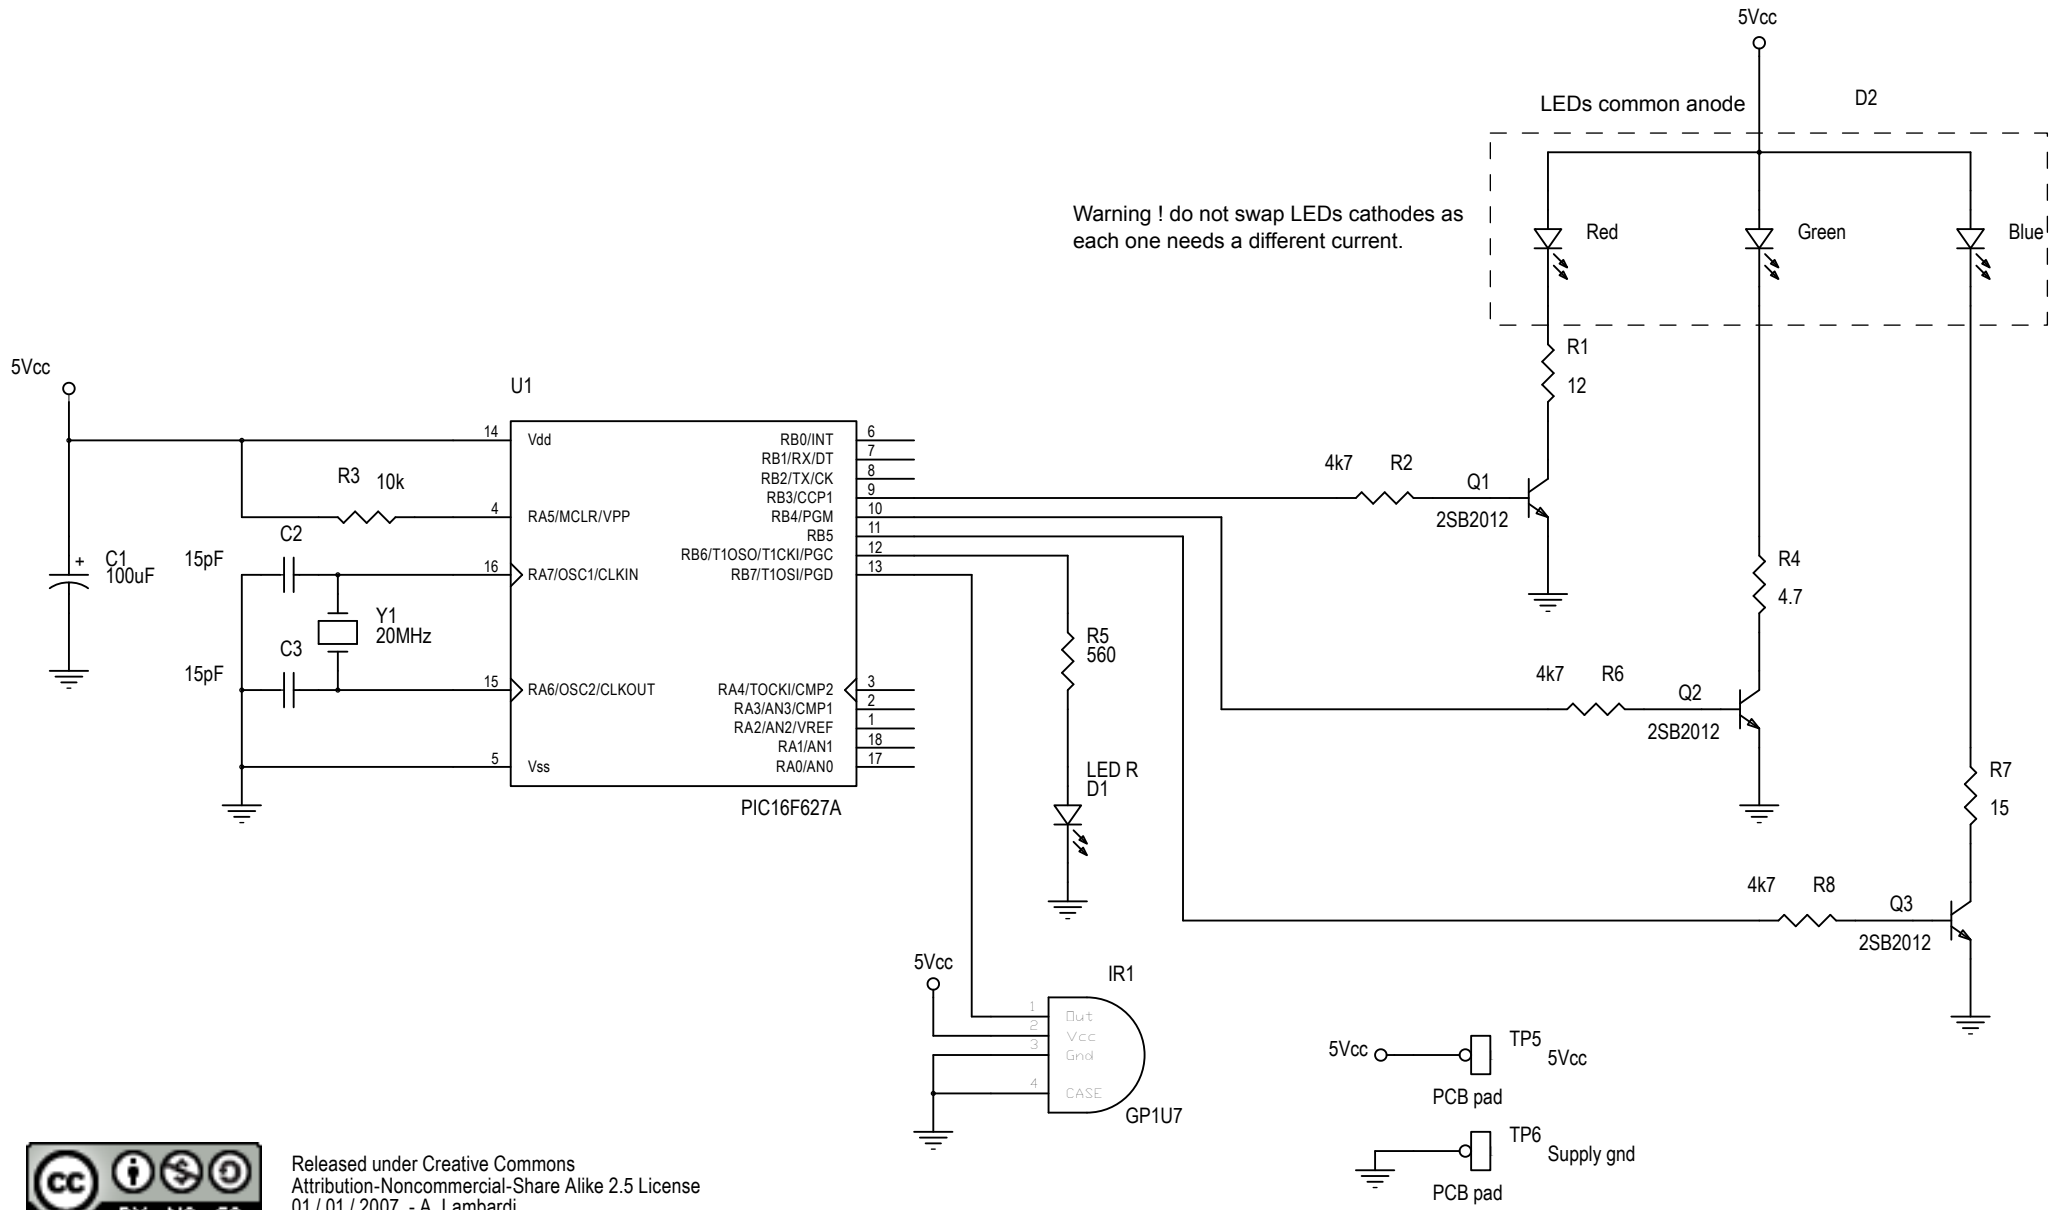 5Vcc
LEDs common anode
D2
Warning ! do not swap LEDs cathodes as
each one needs a different current.
Red
Green
Blue
R1
12
5Vcc
U1
14
Vdd
R3
10k
4
RA5/MCLR/VPP
C1
100uF
+
C2
15pF
16
RA7/OSC1/CLKIN
Y1
20MHz
C3
15pF
15
RA6/OSC2/CLKOUT
5
Vss
RB0/INT
6
RB1/RX/DT
7
RB2/TX/CK
8
RB3/CCP1
9
RB4/PGM
10
RB5
11
RB6/T1OSO/T1CKI/PGC
12
RB7/T1OSI/PGD
13
RA4/TOCKI/CMP2
3
RA3/AN3/CMP1
2
RA2/AN2/VREF
1
RA1/AN1
18
RA0/AN0
17
PIC16F627A
4k7
R2
Q1
2SB2012
R4
4.7
R5
560
4k7
R6
Q2
2SB2012
LED R
D1
R7
15
4k7
R8
Q3
2SB2012
5Vcc
IR1
1
Out
2
Vcc
3
Gnd
4
CASE
GP1U7
5Vcc
TP5
5Vcc
PCB pad
TP6
Supply gnd
PCB pad
cc
Released under Creative Commons
Attribution-Noncommercial-Share Alike 2.5 License
01 / 01 / 2007 - A. Lambardi